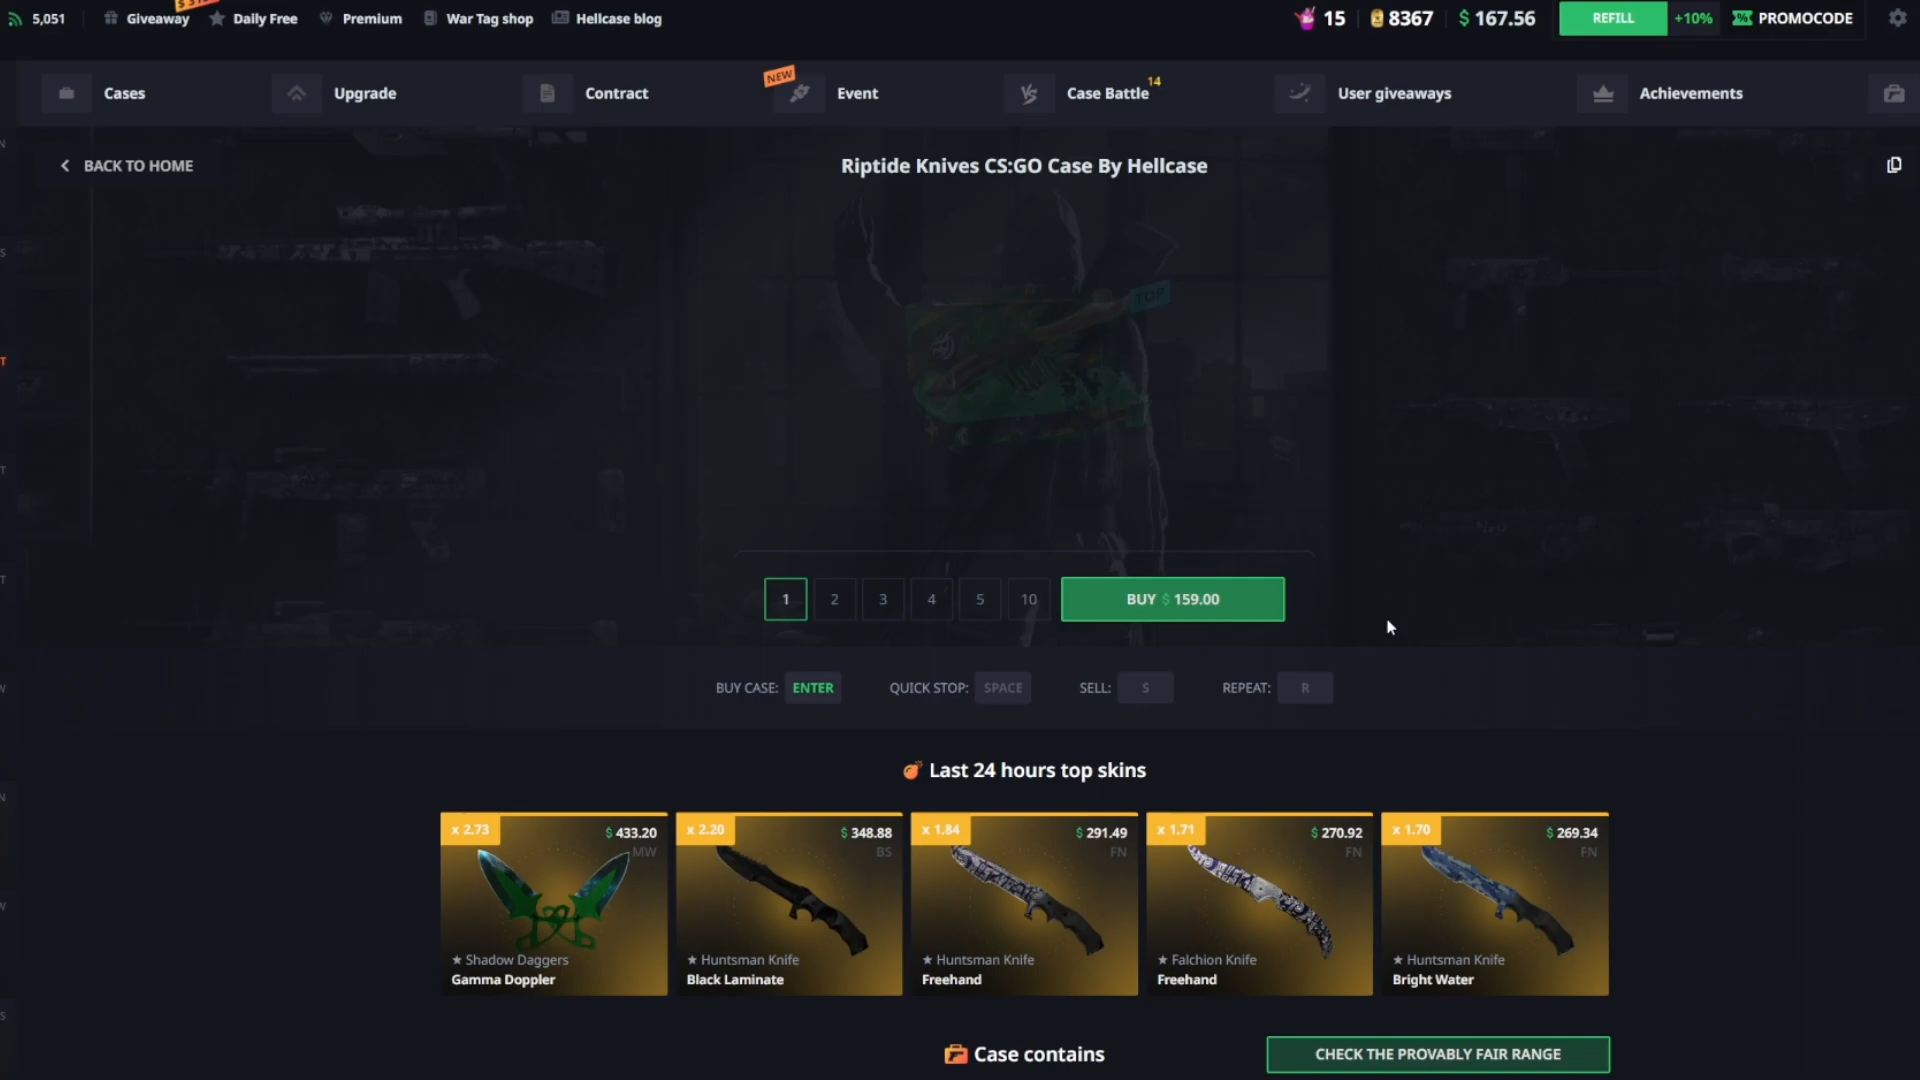 5,051
Giveaway
Daily Free
Premium
War Tag shop
Hellcase blog
15
8367
$ 167.56
REFILL
+10%
PROMOCODE
Cases
Upgrade
Contract
NEW
Event
VS
Case Battle 14
User giveaways
Achievements
BACK TO HOME
Riptide Knives CS:GO Case By Hellcase
TOP
1 2 3 4 5 10
BUY $ 159.00
BUY CASE: ENTER
QUICK STOP: SPACE
SELL: S
REPEAT: R
Last 24 hours top skins
x 2.73
$ 433.20
MW
★ Shadow Daggers
Gamma Doppler
x 2.20
$ 348.88
BS
★ Huntsman Knife
Black Laminate
x 1.84
$ 291.49
FN
★ Huntsman Knife
Freehand
x 1.71
$ 270.92
FN
★ Falchion Knife
Freehand
x 1.70
$ 269.34
FN
★ Huntsman Knife
Bright Water
Case contains
CHECK THE PROVABLY FAIR RANGE